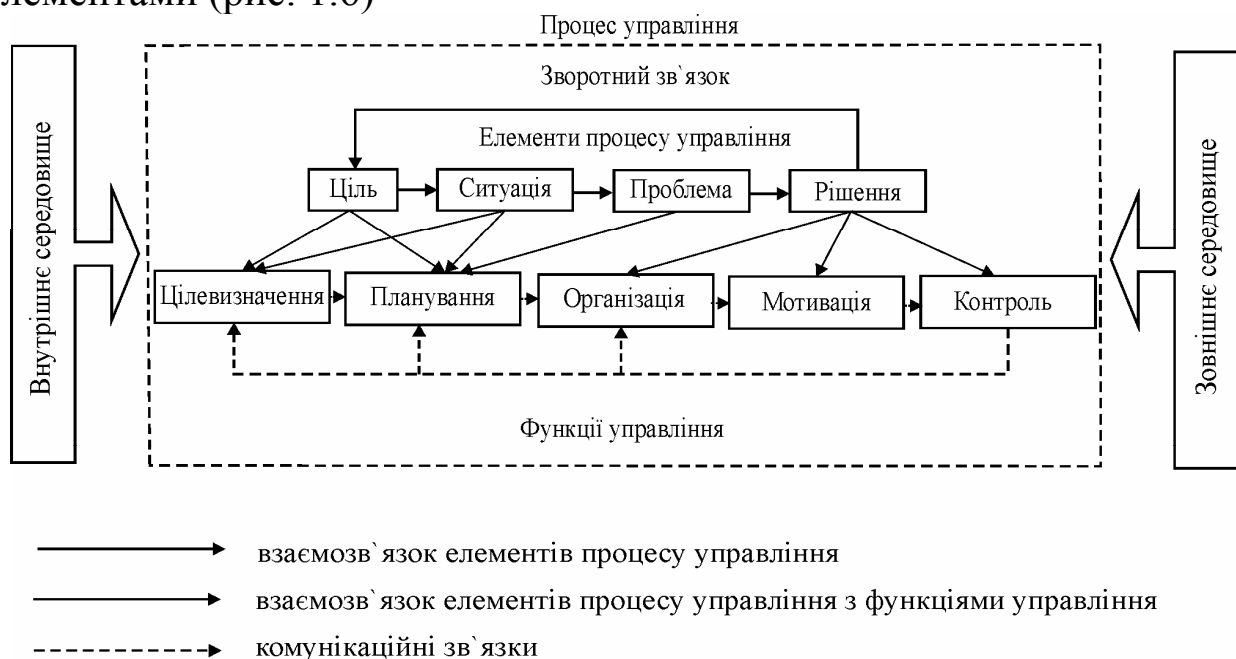 лементами (рис. 1.6)
Процес управління
Зворотний зв`язок
Елементи процесу управління
Ціль
Ситуація
Проблема
Рішення
Внутрішнє середовище
Зовнішнє середовище
Цілевизначення
Планування
Організація
Мотивація
Контроль
Функції управління
взаємозв`язок елементів процесу управління
взаємозв`язок елементів процесу управління з функціями управління
комунікаційні зв`язки